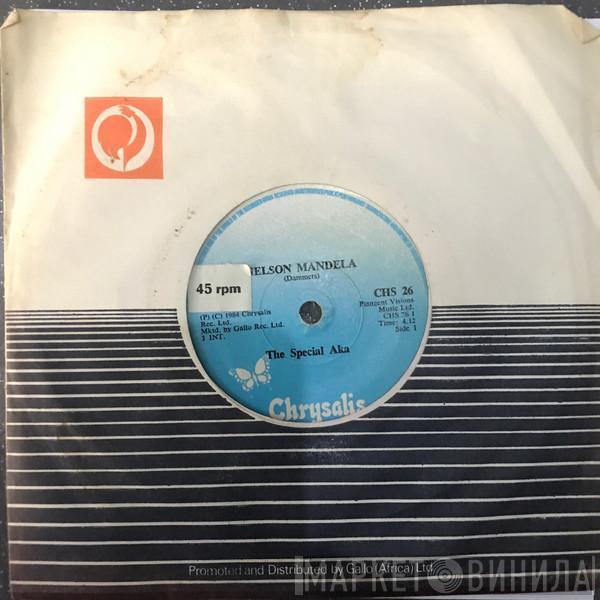 NELSON MANDELA
(Dammers)
45 rpm
CHS 26
(P) (C) 1984 Chrysalis
Rec. Ltd.
Mktd. by Gallo Rec. Ltd.
J INT.
Plangent Visions
Music Ltd.
CHS 26 1
Time: 4.12
Side 1
The Special Aka
Chrysalis
Promoted and Distributed by Gallo (Africa) Ltd.
МАРКЕТ ВИНИЛА